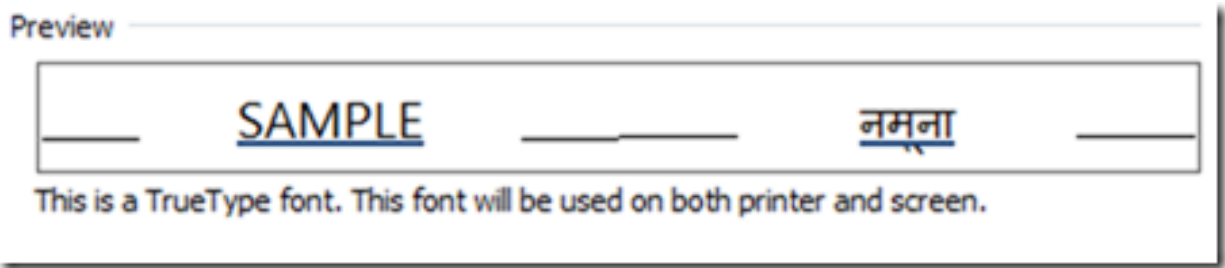 Preview
SAMPLE नमूना
This is a TrueType font. This font will be used on both printer and screen.